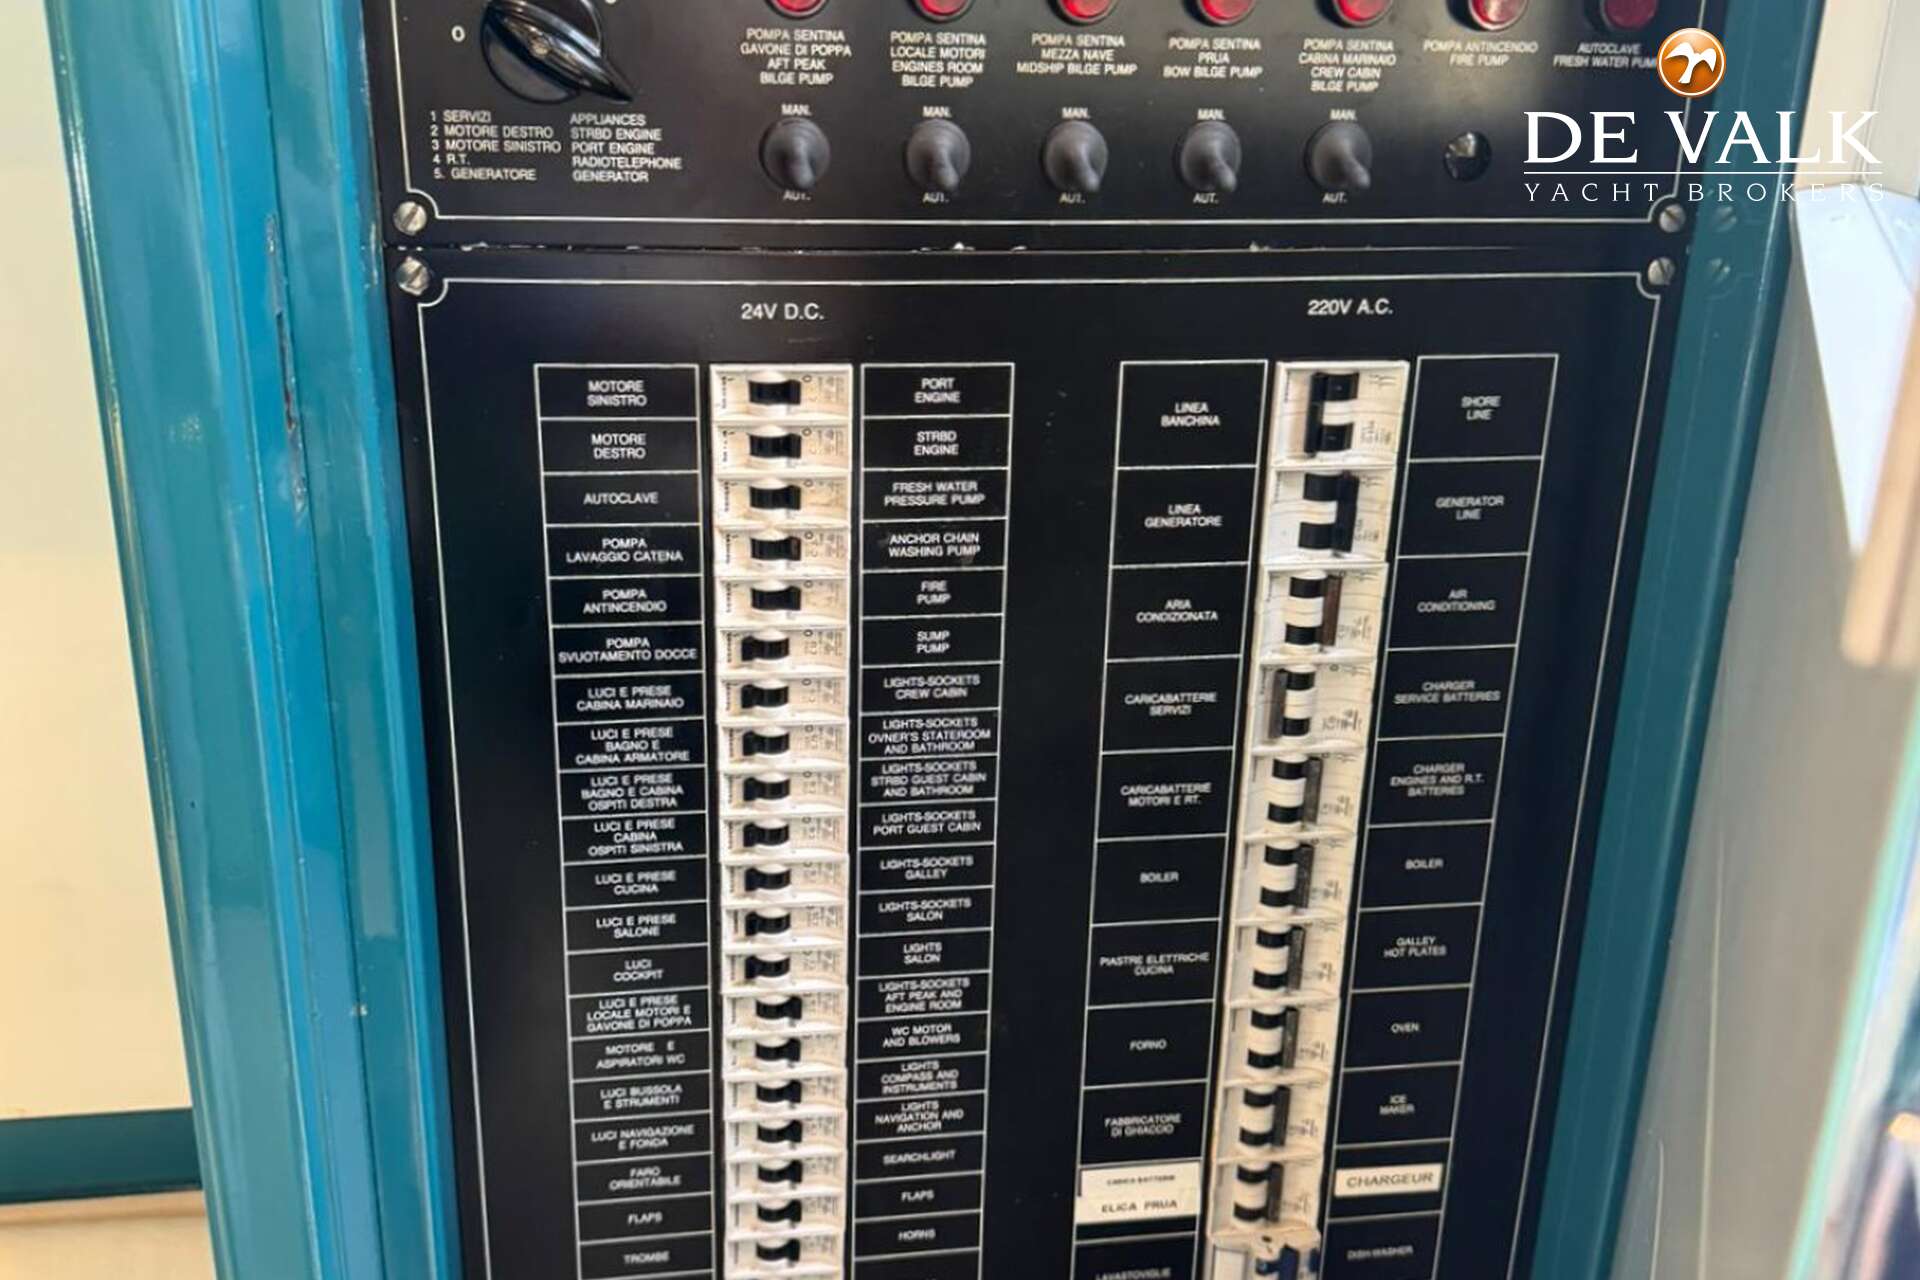 0
1 SERVIZI APPLIANCES
2 MOTORE DESTRO STRBD ENGINE
3 MOTORE SINISTRO PORT ENGINE
4 R.T. RADIOTELEPHONE
5. GENERATORE GENERATOR
POMPA SENTINA
GAVONE DI POPPA
AFT PEAK
BILGE PUMP
POMPA SENTINA
LOCALE MOTORI
ENGINES ROOM
BILGE PUMP
POMPA SENTINA
MEZZA NAVE
MIDSHIP BILGE PUMP
POMPA SENTINA
PRUA
BOW BILGE PUMP
POMPA SENTINA
CABINA MARINAIO
CREW CABIN
BILGE PUMP
POMPA ANTINCENDIO
FIRE PUMP
AUTOCLAVE
FRESH WATER PUMP
MAN. MAN. MAN. MAN. MAN.
AUT. AUT. AUT. AUT. AUT.
DE VALK
YACHT BROKERS
24V D.C.
MOTORE
SINISTRO
PORT
ENGINE
MOTORE
DESTRO
STRBD
ENGINE
AUTOCLAVE
FRESH WATER
PRESSURE PUMP
POMPA
LAVAGGIO CATENA
ANCHOR CHAIN
WASHING PUMP
POMPA
ANTINCENDIO
FIRE
PUMP
POMPA
SVUOTAMENTO DOCCE
SUMP
PUMP
LUCI E PRESE
CABINA MARINAIO
LIGHTS-SOCKETS
CREW CABIN
LUCI E PRESE
BAGNO E
CABINA ARMATORE
LIGHTS-SOCKETS
OVNER'S STATEROOM
AND BATHROOM
LUCI E PRESE
BAGNO E CABINA
OSPITI DESTRA
LIGHTS-SOCKETS
STRBD GUEST CABIN
AND BATHROOM
LUCI E PRESE
CABINA
OSPITI SINISTRA
LIGHTS-SOCKETS
PORT GUEST CABIN
LUCI E PRESE
CUCINA
LIGHTS-SOCKETS
GALLEY
LUCI E PRESE
SALONE
LIGHTS-SOCKETS
SALON
LUCI
COCKPIT
LIGHTS
SALON
LUCI E PRESE
LOCALE MOTORI E
GAVONE DI POPPA
LIGHTS-SOCKETS
AFT PEAK AND
ENGINE ROOM
MOTORE E
ASPIRATORI WC
WC MOTOR
AND BLOWERS
LUCI BUSSOLA
E STRUMENTI
LIGHTS
COMPASS AND
INSTRUMENTS
LUCI NAVIGAZIONE
E FONDA
LIGHTS
NAVIGATION AND
ANCHOR
FARO
ORIENTABILE
SEARCHLIGHT
FLAPS
FLAPS
TROMBE
HORNS
220V A.C.
LINEA
BANCHINA
SHORE
LINE
LINEA
GENERATORE
GENERATOR
LINE
ARIA
CONDIZIONATA
AIR
CONDITIONING
CARICABATTERIE
SERVIZI
CHARGER
SERVICE BATTERIES
CARICABATTERIE
MOTORI E RT.
CHARGER
ENGINES AND R.T.
BATTERIES
BOILER
BOILER
PIASTRE ELETTRICHE
CUCINA
GALLEY
HOT PLATES
FORNO
OVEN
FABBRICATORE
DI GHIACCIO
ICE
MAKER
CARICA BATTERIE
ELICA PRUA
CHARGEUR
LAVASTOVIGLIE
DISH-WASHER